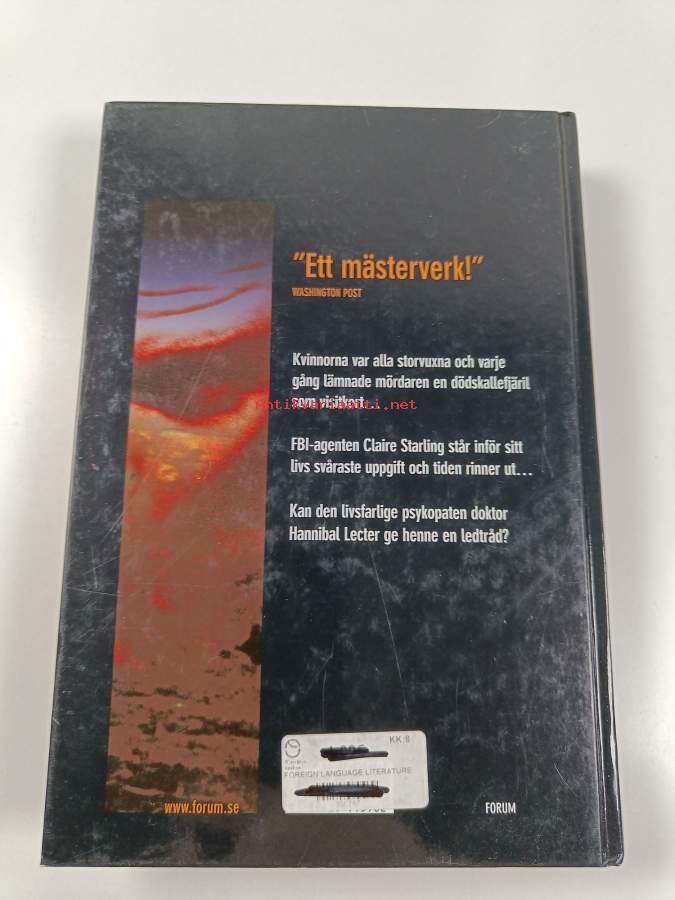 "Ett mästerverk!"
WASHINGTON POST
Kvinnorna var alla storvuxna och varje
gång lämnade mördaren en dödskallefjäril
som visitkort.
antikvariaatti.net
FBI-agenten Claire Starling står inför sitt
livs svåraste uppgift och tiden rinner ut...
Kan den livsfarlige psykopaten doktor
Hannibal Lecter ge henne en ledtråd?
KK:8
FOREIGN LANGUAGE LITERATURE
www.forum.se
FORUM